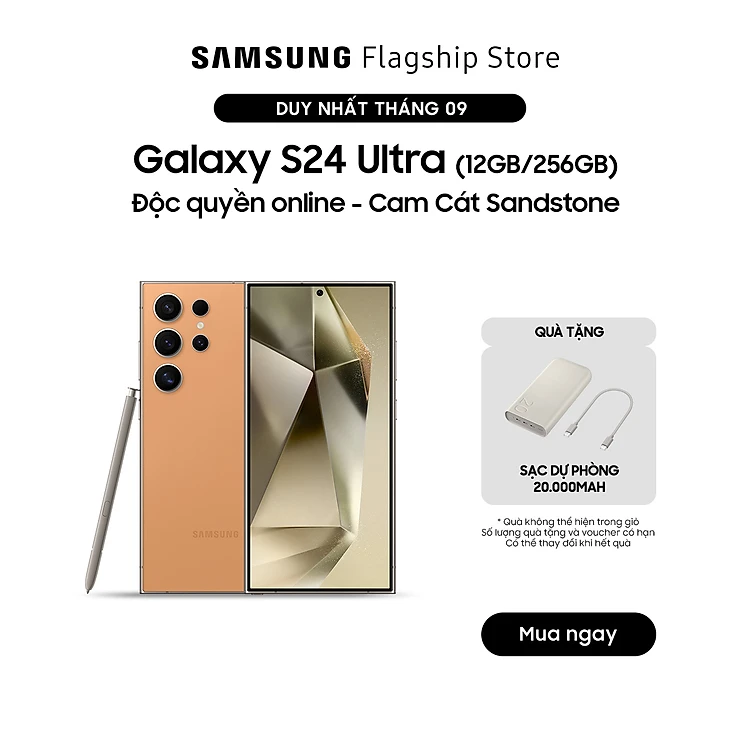 SAMSUNG Flagship Store
DUY NHẤT THÁNG 09
Galaxy S24 Ultra (12GB/256GB)
Độc quyền online - Cam Cát Sandstone
SAMSUNG
QUÀ TẶNG
20
SẠC DỰ PHÒNG
20.000MAH
* Quà không thể hiện trong giỏ
Số lượng quà tặng và voucher có hạn
Có thể thay đổi khi hết quà
Mua ngay